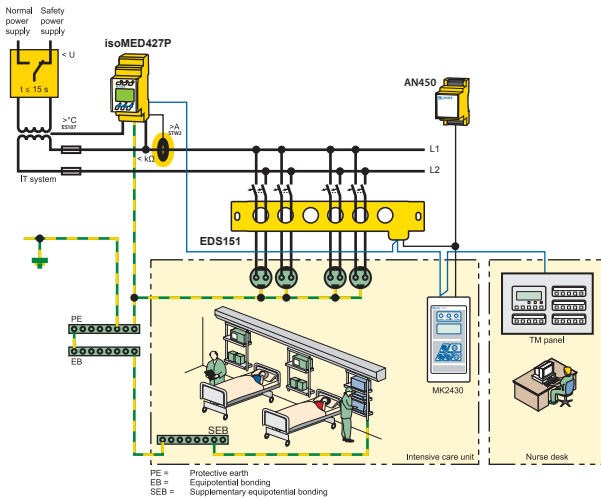 Normal power supply
Safety power supply
< U
t ≤ 15 s
isoMED427P
AN450
>°C
ES107
>A
STW2
< kΩ
L1
L2
IT system
EDS151
PE
EB
SEB
MK2430
TM panel
Intensive care unit
Nurse desk
PE = Protective earth
EB = Equipotential bonding
SEB = Supplementary equipotential bonding